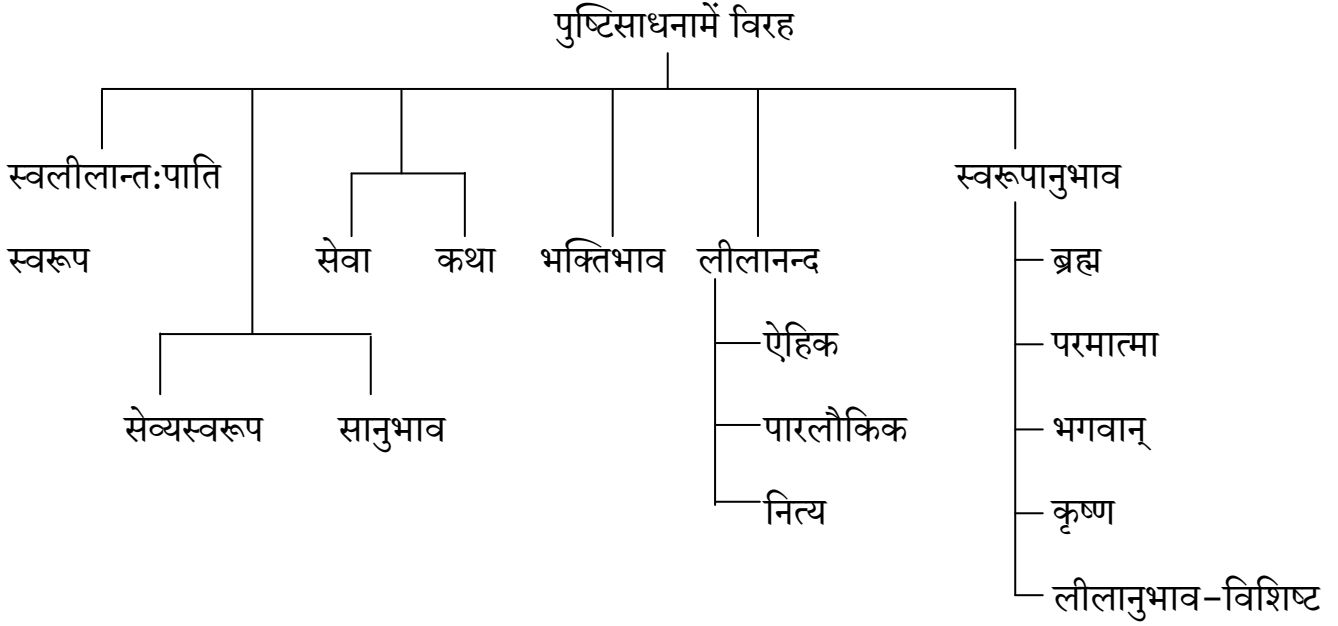 पुष्टिसाधनामें विरह
स्वलीलान्त:पाति
स्वरूप
सेव्यस्वरूप
सानुभाव
सेवा
कथा
भक्तिभाव
लीलानन्द
ऐहिक
पारलौकिक
नित्य
स्वरूपानुभाव
ब्रह्म
परमात्मा
भगवान्
कृष्ण
लीलानुभाव-विशिष्ट